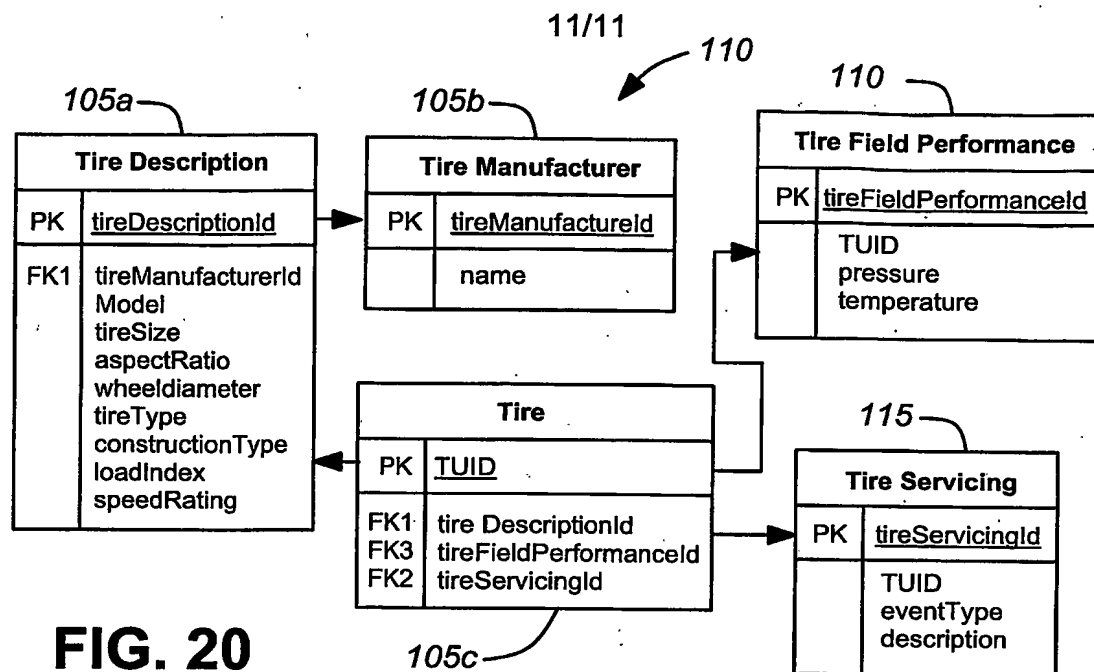 11/11
110
105a
105b
110
Tire Description
PK tireDescriptionId
FK1 tireManufacturerId
Model
tireSize
aspectRatio
wheeldiameter
tireType
constructionType
loadIndex
speedRating
Tire Manufacturer
PK tireManufactureId
name
Tire Field Performance
PK tireFieldPerformanceId
TUID
pressure
temperature
Tire
PK TUID
FK1 tire DescriptionId
FK3 tireFieldPerformanceId
FK2 tireServicingId
105c
115
Tire Servicing
PK tireServicingId
TUID
eventType
description
FIG. 20